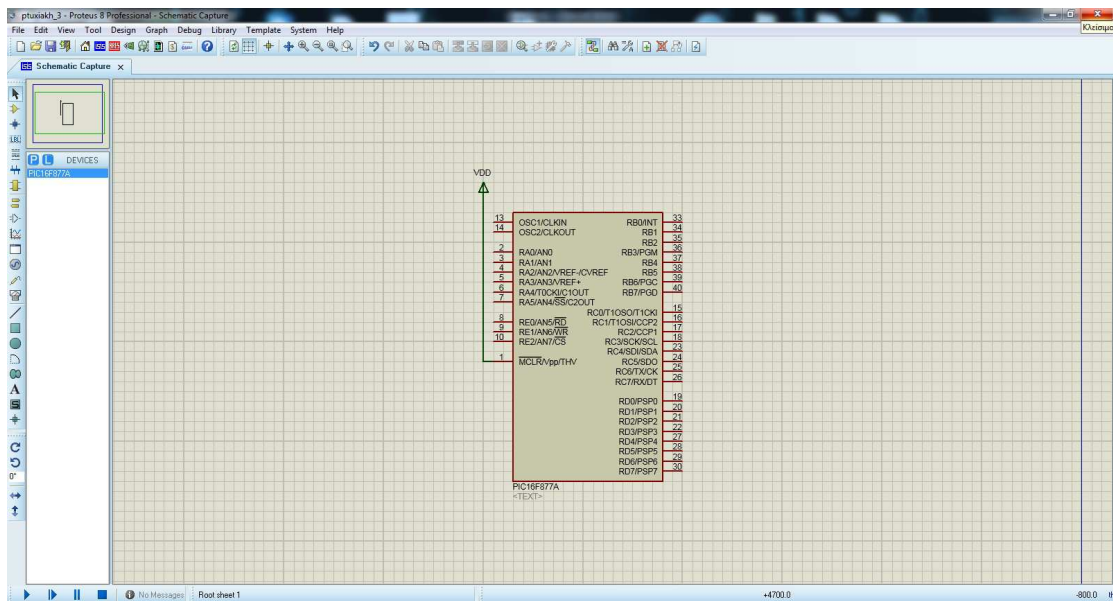 ptuxiakh_3 - Proteus 8 Professional - Schematic Capture
Κλείσιμο
File Edit View Tool Design Graph Debug Library Template System Help
Schematic Capture
LBL
P L DEVICES
PIC16F877A
A
0°
VDD
13 OSC1/CLKIN RB0/INT 33
14 OSC2/CLKOUT RB1 34
RB2 35
2 RA0/AN0 RB3/PGM 36
3 RA1/AN1 RB4 37
4 RA2/AN2/VREF-/CVREF RB5 38
5 RA3/AN3/VREF+ RB6/PGC 39
6 RA4/T0CKI/C1OUT RB7/PGD 40
7 RA5/AN4/SS/C2OUT
RC0/T1OSO/T1CKI 15
8 RE0/AN5/RD RC1/T1OSI/CCP2 16
9 RE1/AN6/WR RC2/CCP1 17
10 RE2/AN7/CS RC3/SCK/SCL 18
RC4/SDI/SDA 23
1 MCLR/Vpp/THV RC5/SDO 24
RC6/TX/CK 25
RC7/RX/DT 26
RD0/PSP0 19
RD1/PSP1 20
RD2/PSP2 21
RD3/PSP3 22
RD4/PSP4 27
RD5/PSP5 28
RD6/PSP6 29
RD7/PSP7 30
PIC16F877A
<TEXT>
No Messages Root sheet 1 +4700.0 -800.0